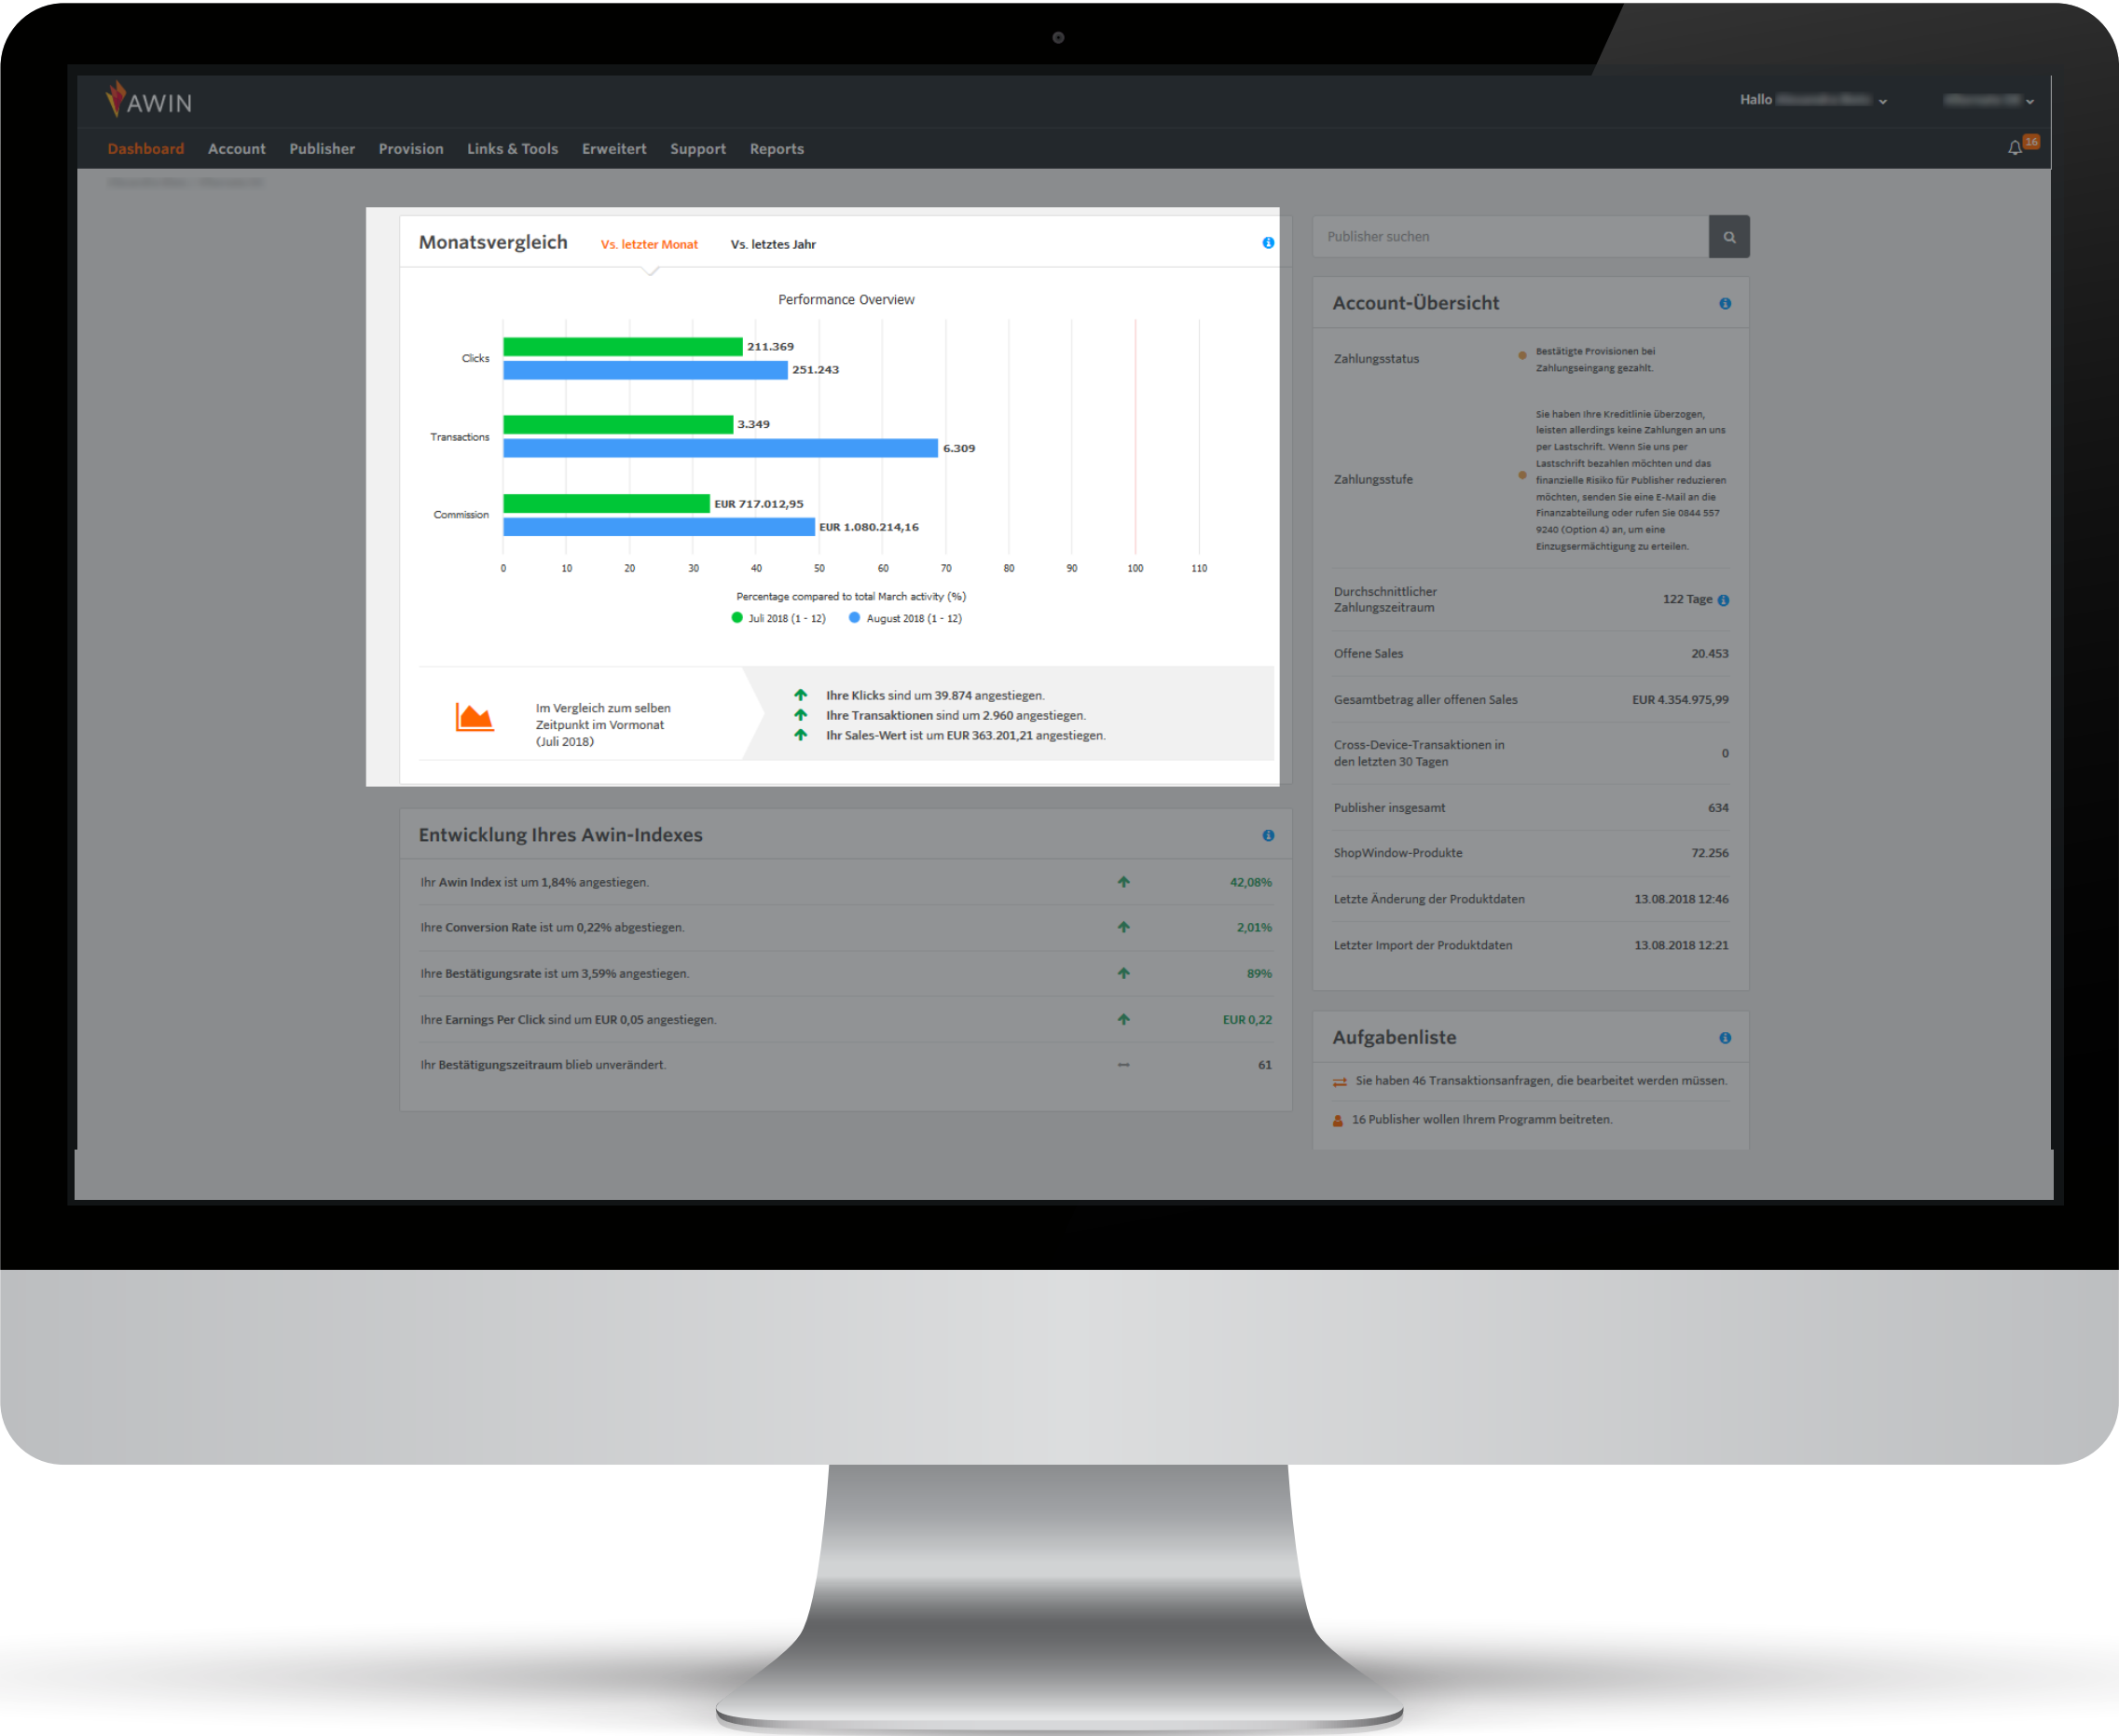 AWIN
Hallo
Dashboard Account Publisher Provision Links & Tools Erweitert Support Reports
16
Monatsvergleich Vs. letzter Monat Vs. letztes Jahr
Performance Overview
Clicks
211.369
251.243
Transactions
3.349
6.309
Commission
EUR 717.012,95
EUR 1.080.214,16
0 10 20 30 40 50 60 70 80 90 100 110
Percentage compared to total March activity (%)
Juli 2018 (1 - 12) August 2018 (1 - 12)
Im Vergleich zum selben
Zeitpunkt im Vormonat
(Juli 2018)
Ihre Klicks sind um 39.874 angestiegen.
Ihre Transaktionen sind um 2.960 angestiegen.
Ihr Sales-Wert ist um EUR 363.201,21 angestiegen.
Entwicklung Ihres Awin-Indexes
Ihr Awin Index ist um 1,84% angestiegen. 42,08%
Ihre Conversion Rate ist um 0,22% abgestiegen. 2,01%
Ihre Bestätigungsrate ist um 3,59% angestiegen. 89%
Ihre Earnings Per Click sind um EUR 0,05 angestiegen. EUR 0,22
Ihr Bestätigungszeitraum blieb unverändert. 61
Publisher suchen
Account-Übersicht
Zahlungsstatus
Bestätigte Provisionen bei
Zahlungseingang gezahlt.
Zahlungsstufe
Sie haben Ihre Kreditlinie überzogen,
leisten allerdings keine Zahlungen an uns
per Lastschrift. Wenn Sie uns per
Lastschrift bezahlen möchten und das
finanzielle Risiko für Publisher reduzieren
möchten, senden Sie eine E-Mail an die
Finanzabteilung oder rufen Sie 0844 557
9240 (Option 4) an, um eine
Einzugsermächtigung zu erteilen.
Durchschnittlicher
Zahlungszeitraum
122 Tage
Offene Sales 20.453
Gesamtbetrag aller offenen Sales EUR 4.354.975,99
Cross-Device-Transaktionen in
den letzten 30 Tagen
0
Publisher insgesamt 634
ShopWindow-Produkte 72.256
Letzte Änderung der Produktdaten 13.08.2018 12:46
Letzter Import der Produktdaten 13.08.2018 12:21
Aufgabenliste
Sie haben 46 Transaktionsanfragen, die bearbeitet werden müssen.
16 Publisher wollen Ihrem Programm beitreten.